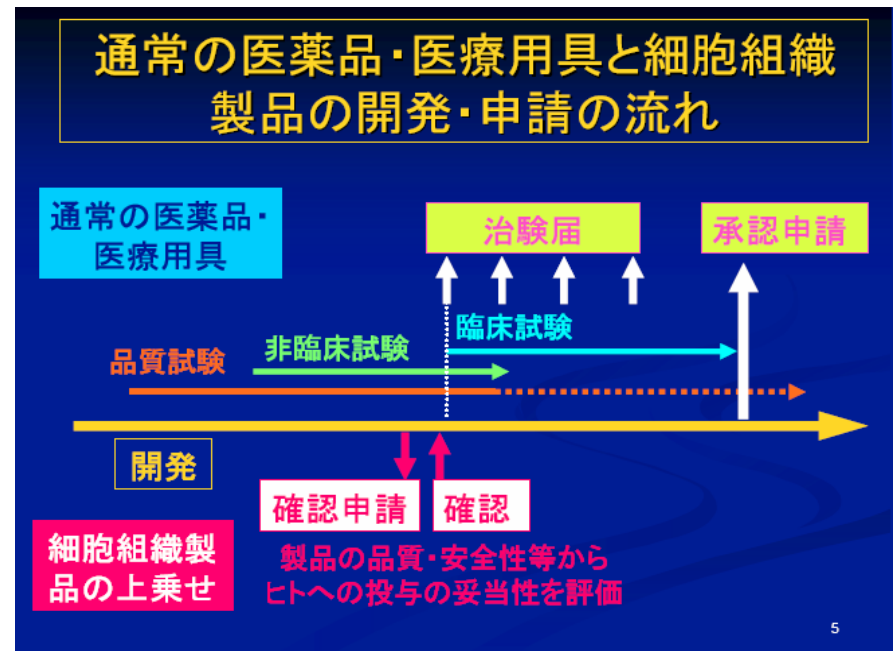 通常の医薬品・医療用具と細胞組織
製品の開発・申請の流れ
通常の医薬品・
医療用具
治験届
承認申請
臨床試験
非臨床試験
品質試験
開発
確認申請
確認
細胞組織製
品の上乗せ
製品の品質・安全性等から
ヒトへの投与の妥当性を評価
5